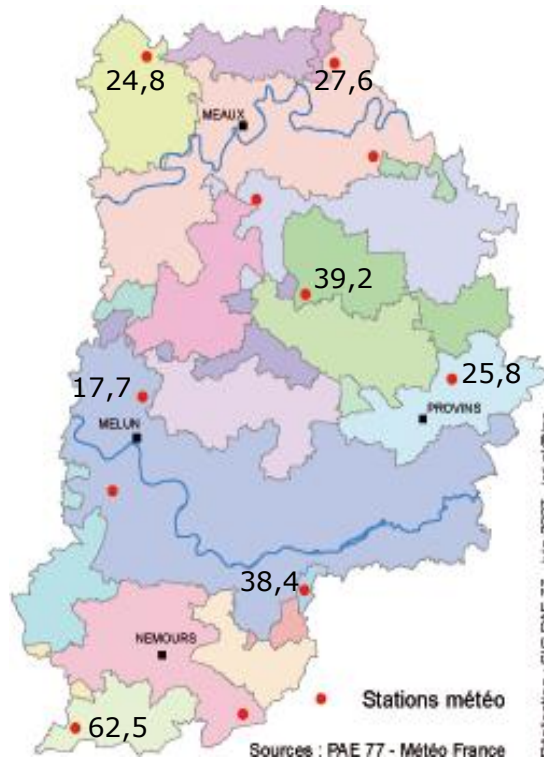 24,8
27,6
MEAUX
39,2
25,8
17,7
PROVINS
MELUN
38,4
NEMOURS
Stations météo
62,5
Sources : PAE 77 - Météo France